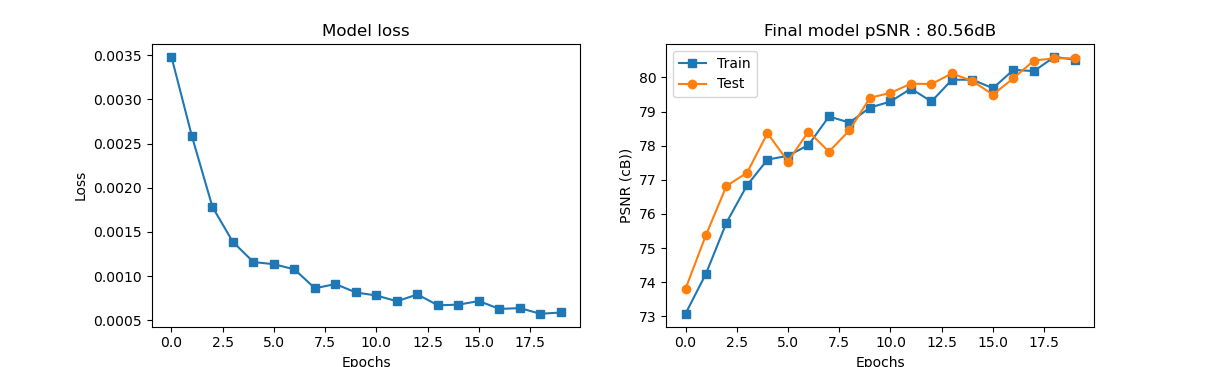 Model loss
0.0035
0.0030
0.0025
0.0020
0.0015
0.0010
0.0005
Loss
0.0 2.5 5.0 7.5 10.0 12.5 15.0 17.5
Epochs
Final model pSNR : 80.56dB
Train
Test
80
79
78
77
76
75
74
73
PSNR (cB))
0.0 2.5 5.0 7.5 10.0 12.5 15.0 17.5
Epochs